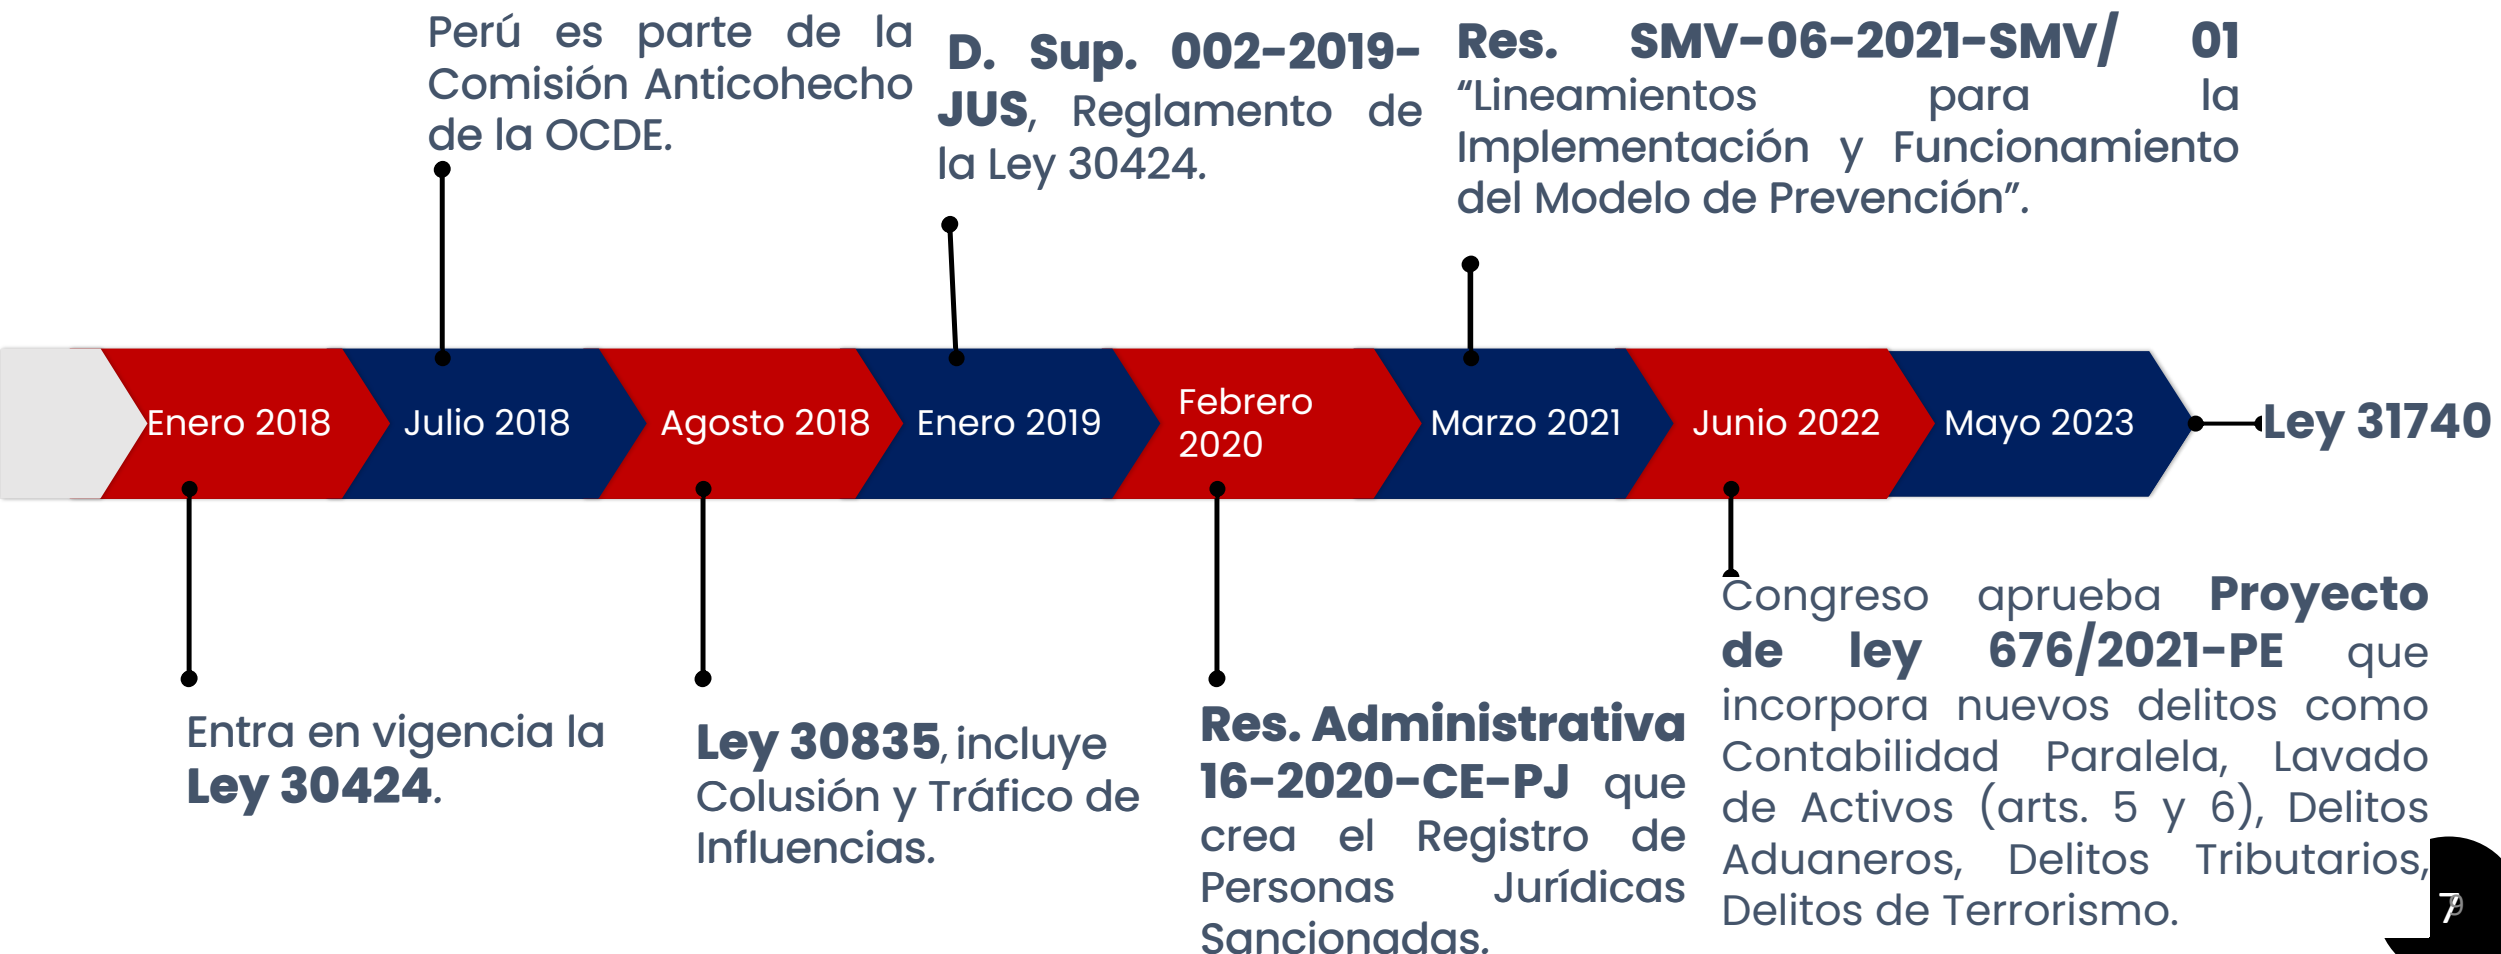 Perú es parte de la
Comisión Anticohecho
de la OCDE.
D. Sup. 002-2019-
JUS, Reglamento de
la Ley 30424.
Res. SMV-06-2021-SMV/ 01
“Lineamientos para la
Implementación y Funcionamiento
del Modelo de Prevención”.
Enero 2018
Julio 2018
Agosto 2018
Enero 2019
Febrero
2020
Marzo 2021
Junio 2022
Mayo 2023
Ley 31740
Entra en vigencia la
Ley 30424.
Ley 30835, incluye
Colusión y Tráfico de
Influencias.
Res. Administrativa
16-2020-CE-PJ que
crea el Registro de
Personas Jurídicas
Sancionadas.
Congreso aprueba Proyecto
de ley 676/2021-PE que
incorpora nuevos delitos como
Contabilidad Paralela, Lavado
de Activos (arts. 5 y 6), Delitos
Aduaneros, Delitos Tributarios,
Delitos de Terrorismo.